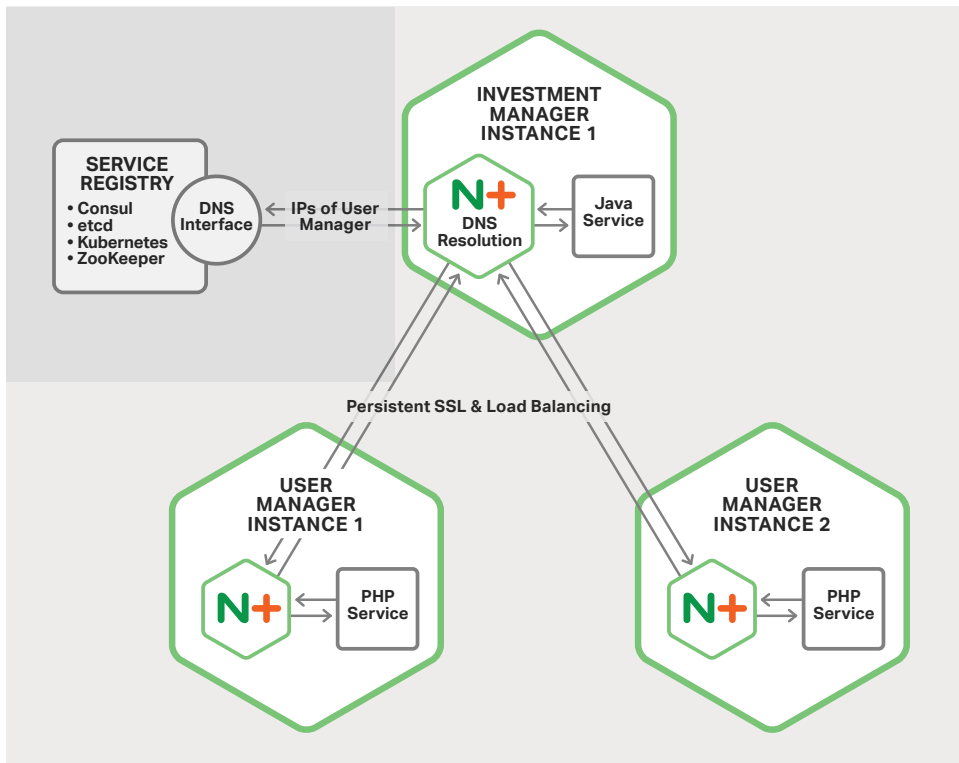 INVESTMENT
MANAGER
INSTANCE 1
SERVICE
REGISTRY
• Consul
• etcd
• Kubernetes
• ZooKeeper
DNS
Interface
IPs of User
Manager
N+
DNS
Resolution
Java
Service
Persistent SSL & Load Balancing
USER
MANAGER
INSTANCE 1
N+
PHP
Service
USER
MANAGER
INSTANCE 2
N+
PHP
Service